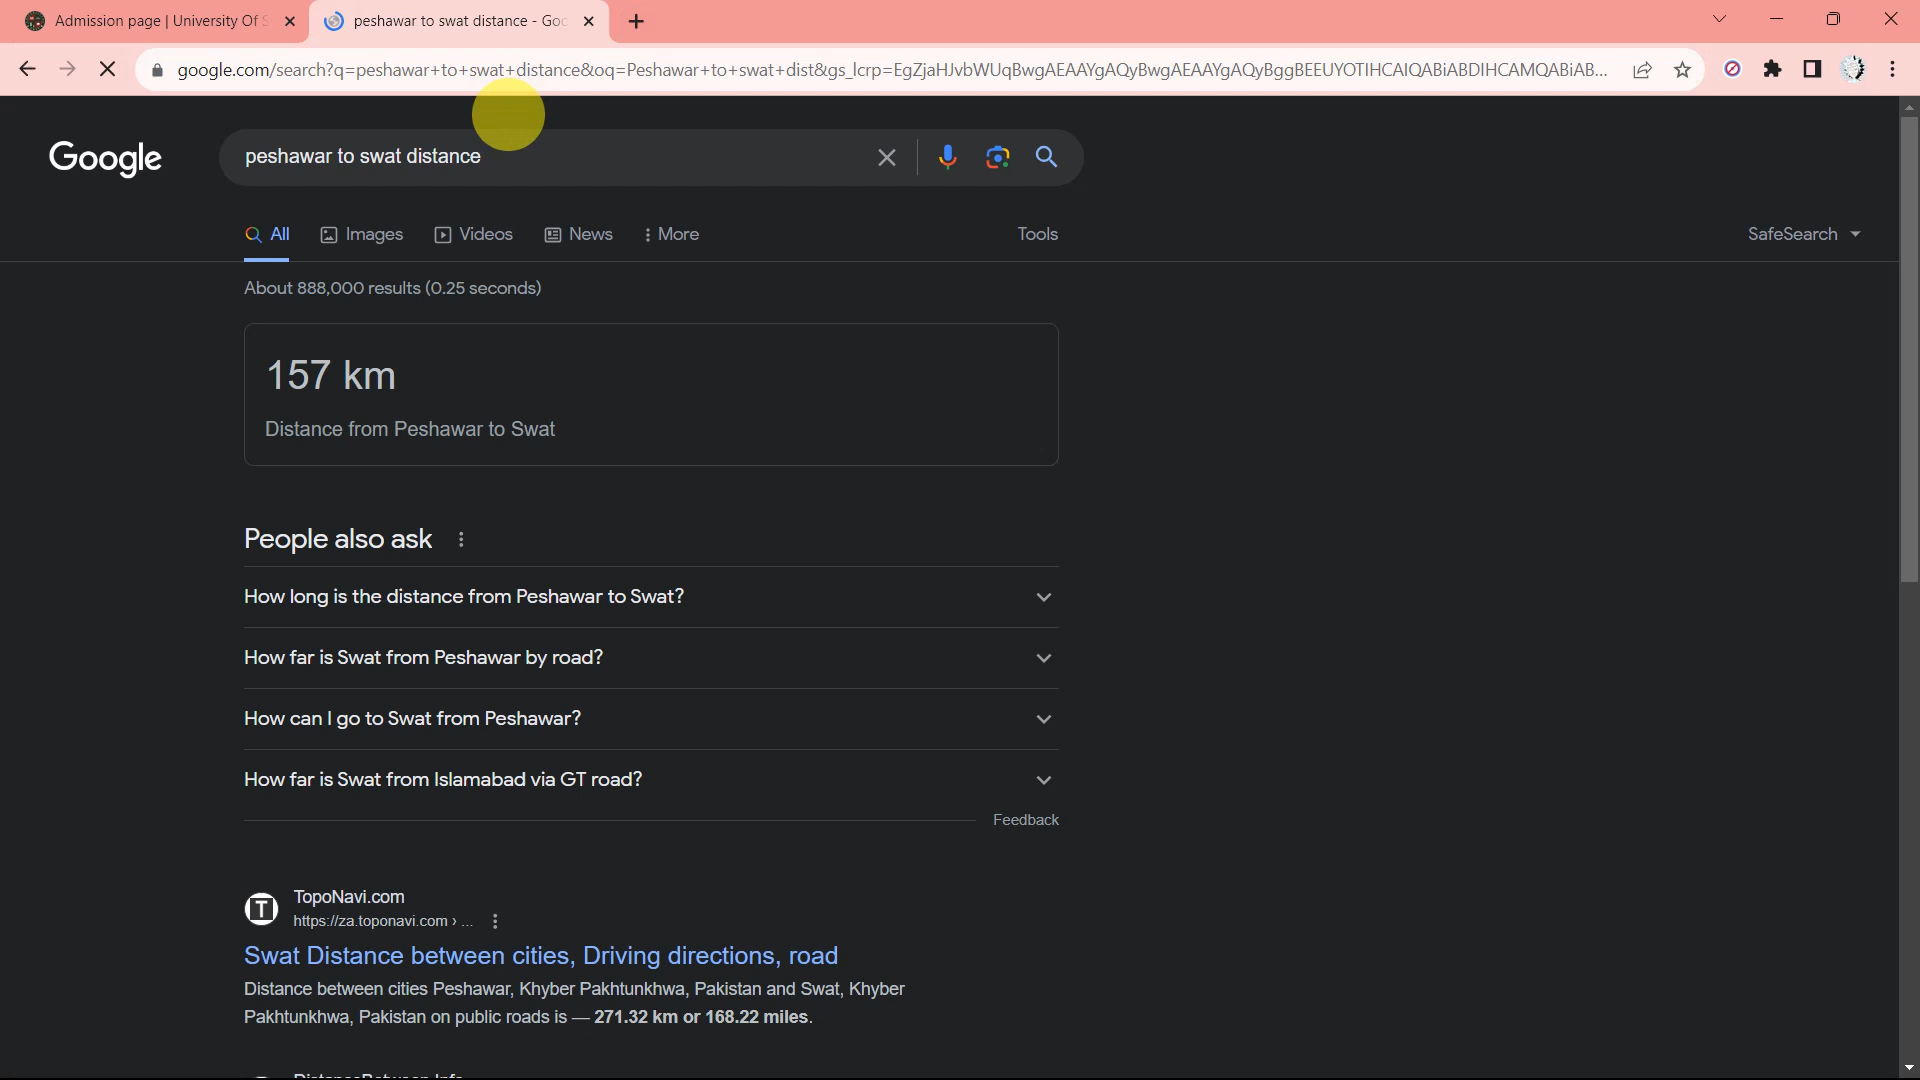 Admission page | University Of S
peshawar to swat distance - Goo
google.com/search?q=peshawar+to+swat+distance&oq=Peshawar+to+swat+dist&gs_lcrp=EgZjaHJvbWUqBwgAEAAYgAQyBwgAEAAYgAQyBggBEEUYOTIHCAIQABiABDIHCAMQABiAB...
Google
peshawar to swat distance
All Images Videos News More Tools SafeSearch
About 888,000 results (0.25 seconds)
157 km
Distance from Peshawar to Swat
People also ask
How long is the distance from Peshawar to Swat?
How far is Swat from Peshawar by road?
How can I go to Swat from Peshawar?
How far is Swat from Islamabad via GT road?
Feedback
T
TopoNavi.com
https://za.toponavi.com › ...
Swat Distance between cities, Driving directions, road
Distance between cities Peshawar, Khyber Pakhtunkhwa, Pakistan and Swat, Khyber
Pakhtunkhwa, Pakistan on public roads is — 271.32 km or 168.22 miles.